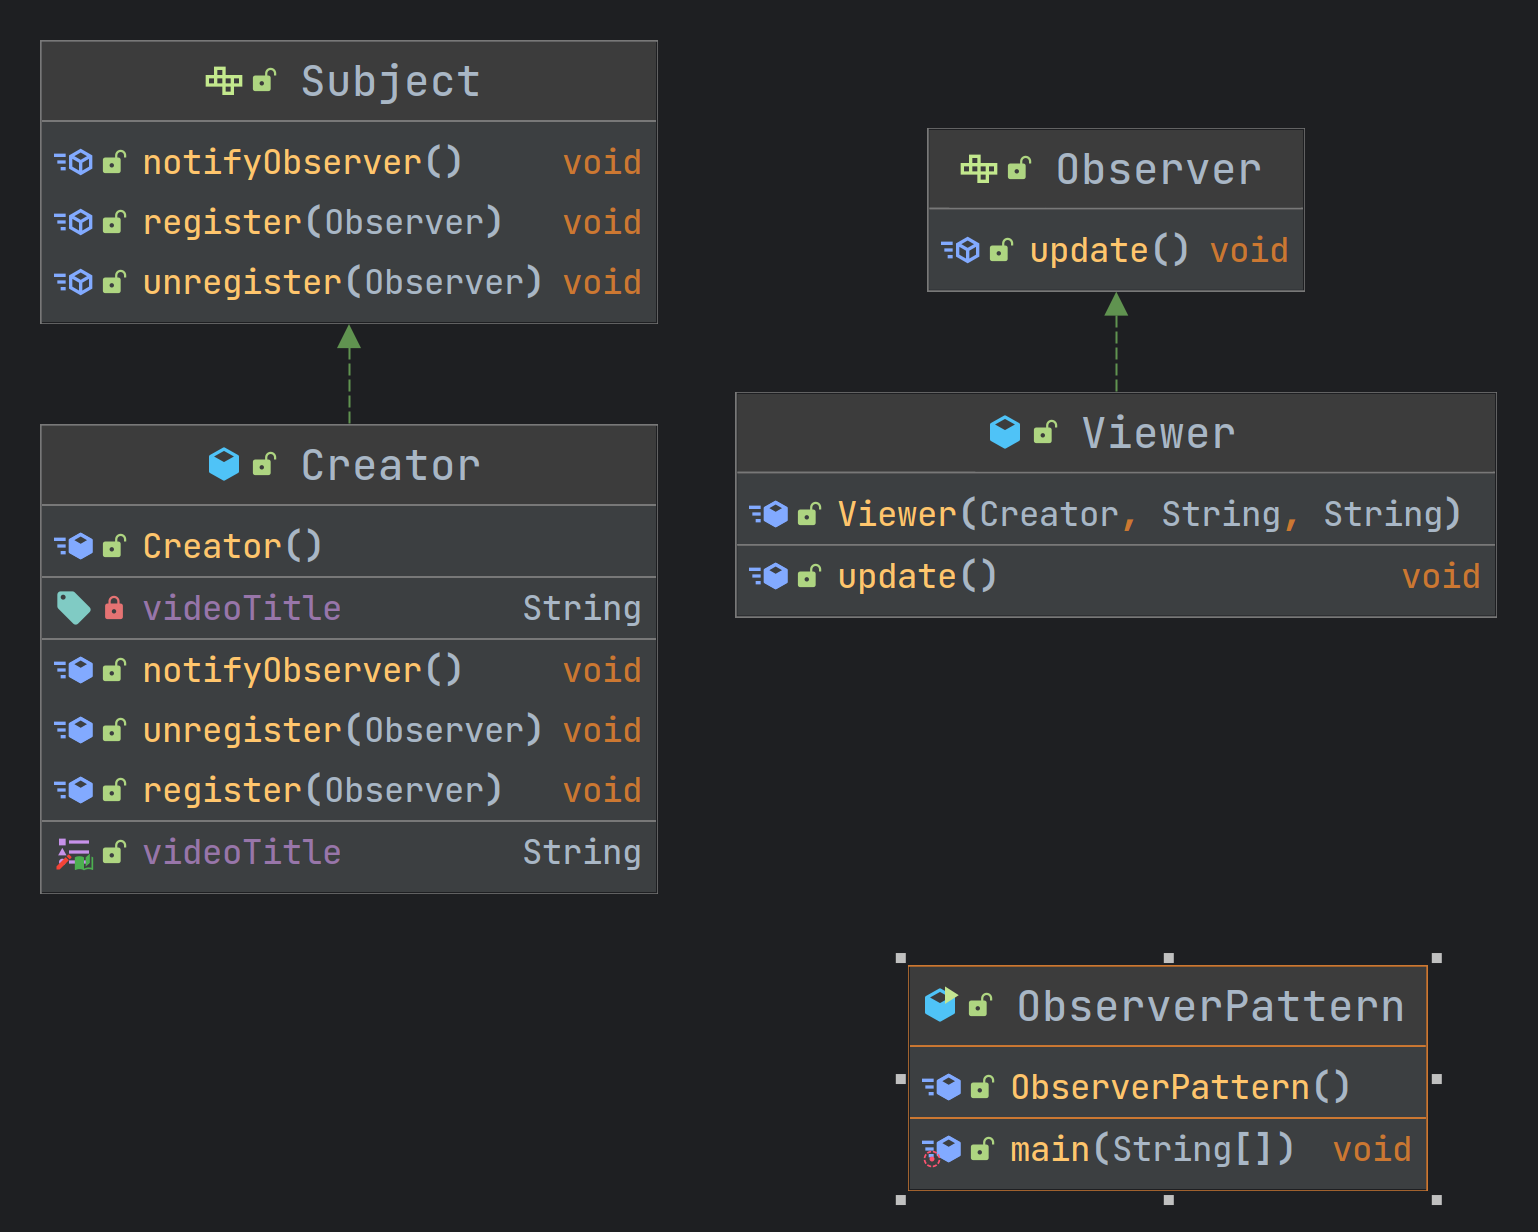 Subject
notifyObserver() void
register(Observer) void
unregister(Observer) void
Creator
Creator()
videoTitle String
notifyObserver() void
unregister(Observer) void
register(Observer) void
videoTitle String
Observer
update() void
Viewer
Viewer(Creator, String, String)
update() void
ObserverPattern
ObserverPattern()
main(String[]) void